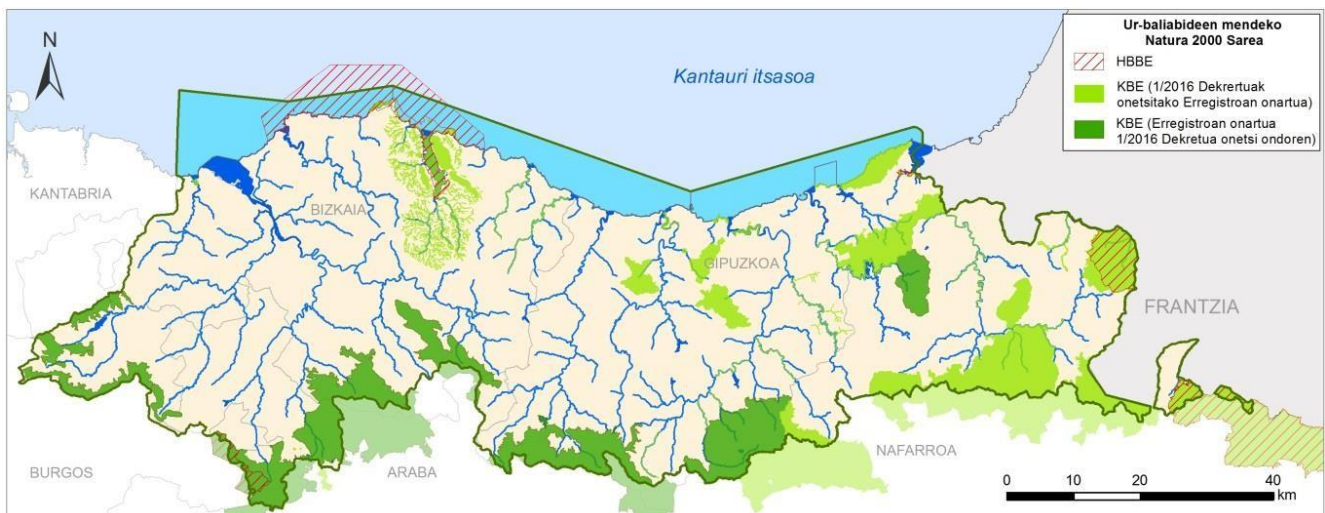 N
Kantauri itsasoa
Ur-baliabideen mendeko
Natura 2000 Sarea
HBBE
KBE (1/2016 Dekrertuak
onetsitako Erregistroan onartua)
KBE (Erregistroan onartua
1/2016 Dekretua onetsi ondoren)
KANTABRIA
BIZKAIA
GIPUZKOA
FRANTZIA
BURGOS
ARABA
NAFARROA
0 10 20 40
km